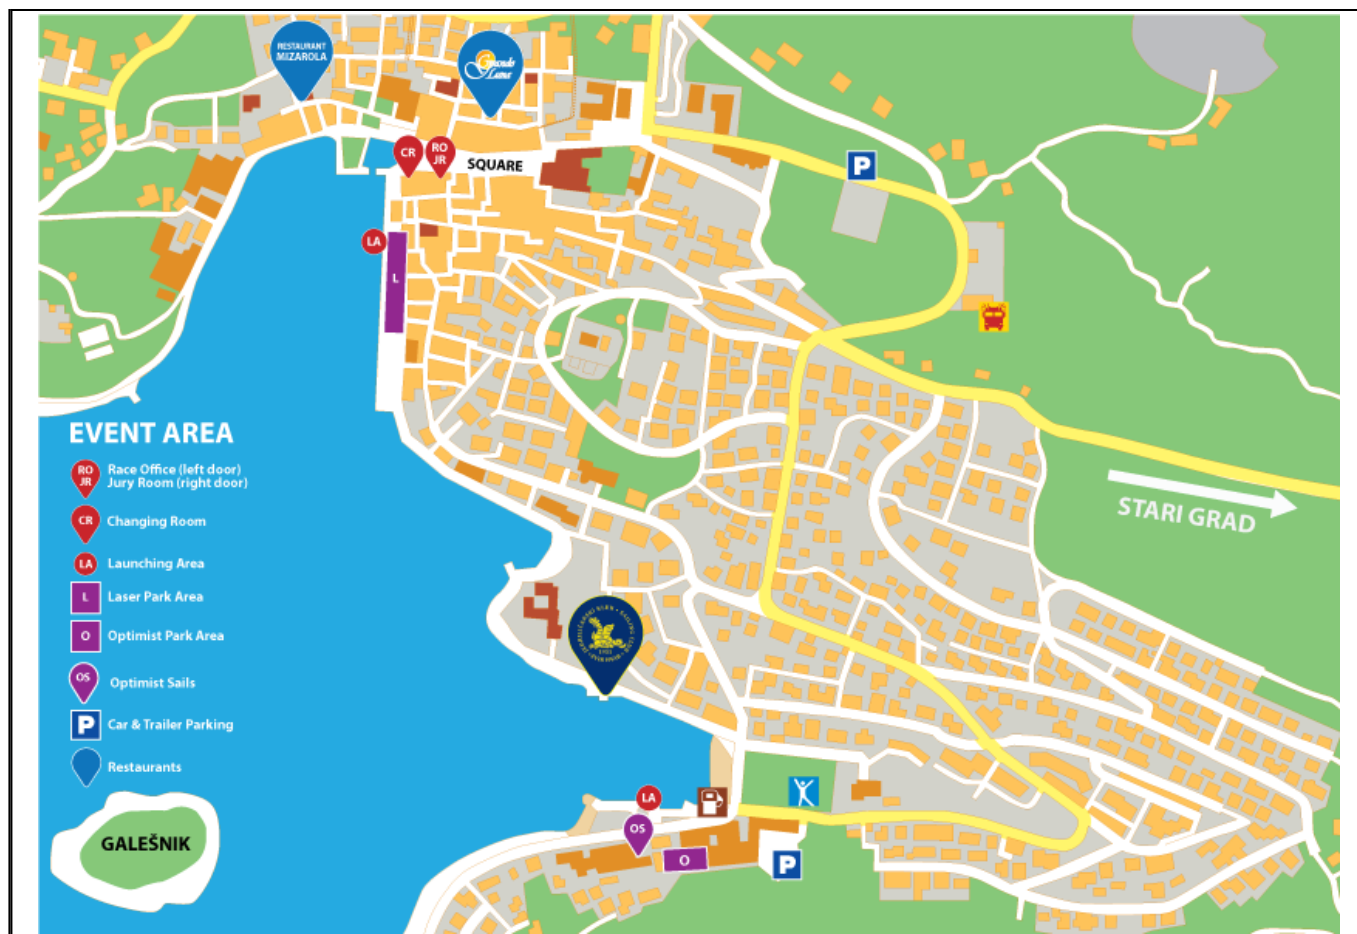 RESTAURANT
MIZAROLA
CR
RO
JR
SQUARE
P
LA
L
EVENT AREA
RO
JR
Race Office (left door)
Jury Room (right door)
CR
Changing Room
LA
Launching Area
L
Laser Park Area
O
Optimist Park Area
OS
Optimist Sails
P
Car & Trailer Parking
Restaurants
STARI GRAD
GALEŠNIK
LA
OS
O
P